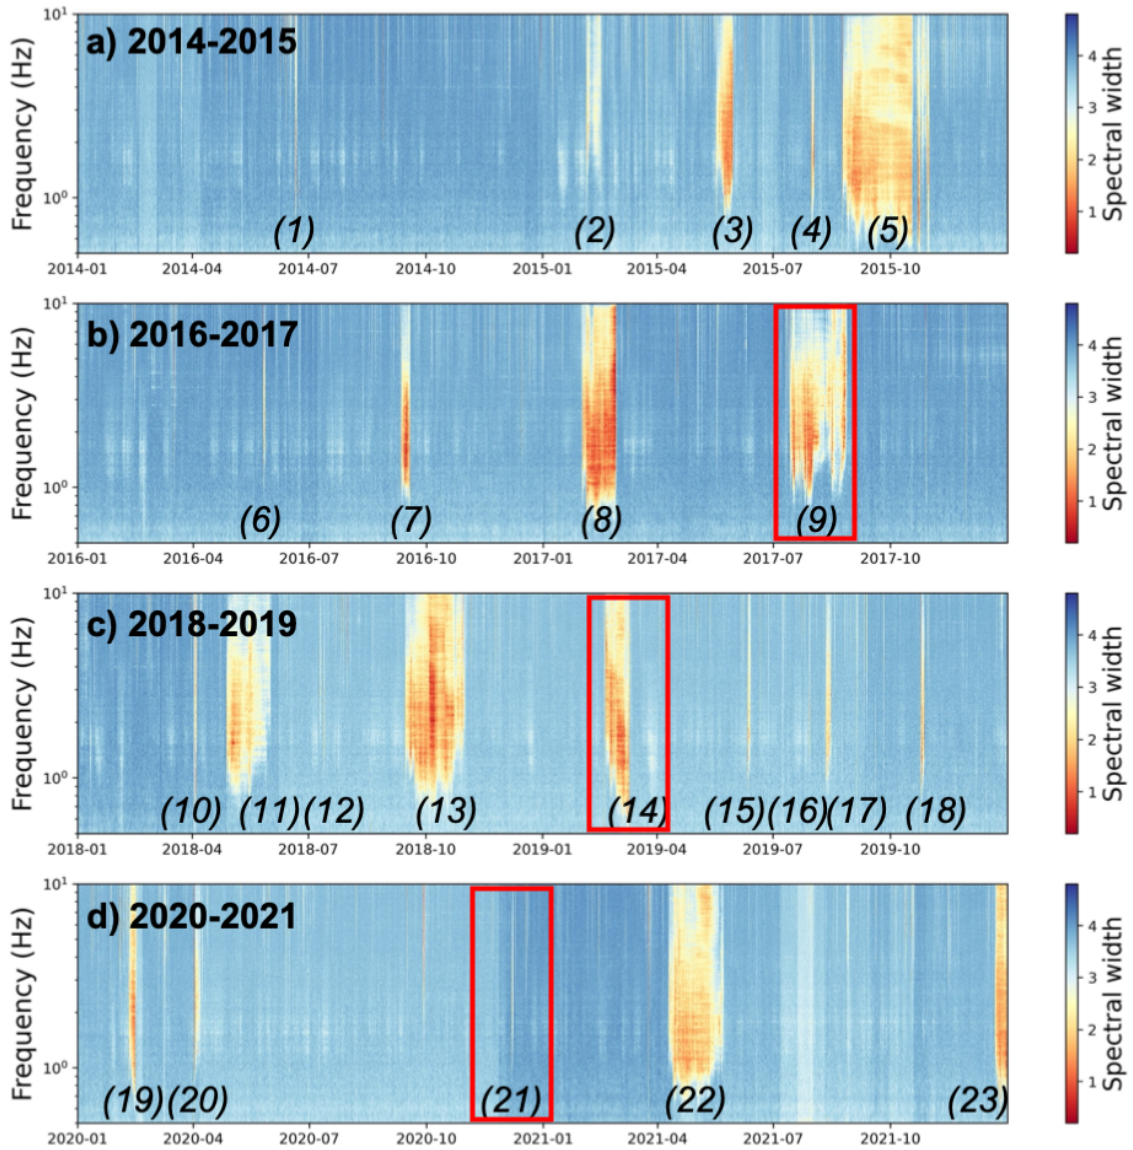 a) 2014-2015
Frequency (Hz)
10¹
10⁰
(1) (2) (3) (4) (5)
2014-01 2014-04 2014-07 2014-10 2015-01 2015-04 2015-07 2015-10
4
3
2
1
Spectral width
b) 2016-2017
Frequency (Hz)
10¹
10⁰
(6) (7) (8) (9)
2016-01 2016-04 2016-07 2016-10 2017-01 2017-04 2017-07 2017-10
4
3
2
1
Spectral width
c) 2018-2019
Frequency (Hz)
10¹
10⁰
(10) (11) (12) (13) (14) (15) (16) (17) (18)
2018-01 2018-04 2018-07 2018-10 2019-01 2019-04 2019-07 2019-10
4
3
2
1
Spectral width
d) 2020-2021
Frequency (Hz)
10¹
10⁰
(19) (20) (21) (22) (23)
2020-01 2020-04 2020-07 2020-10 2021-01 2021-04 2021-07 2021-10
4
3
2
1
Spectral width